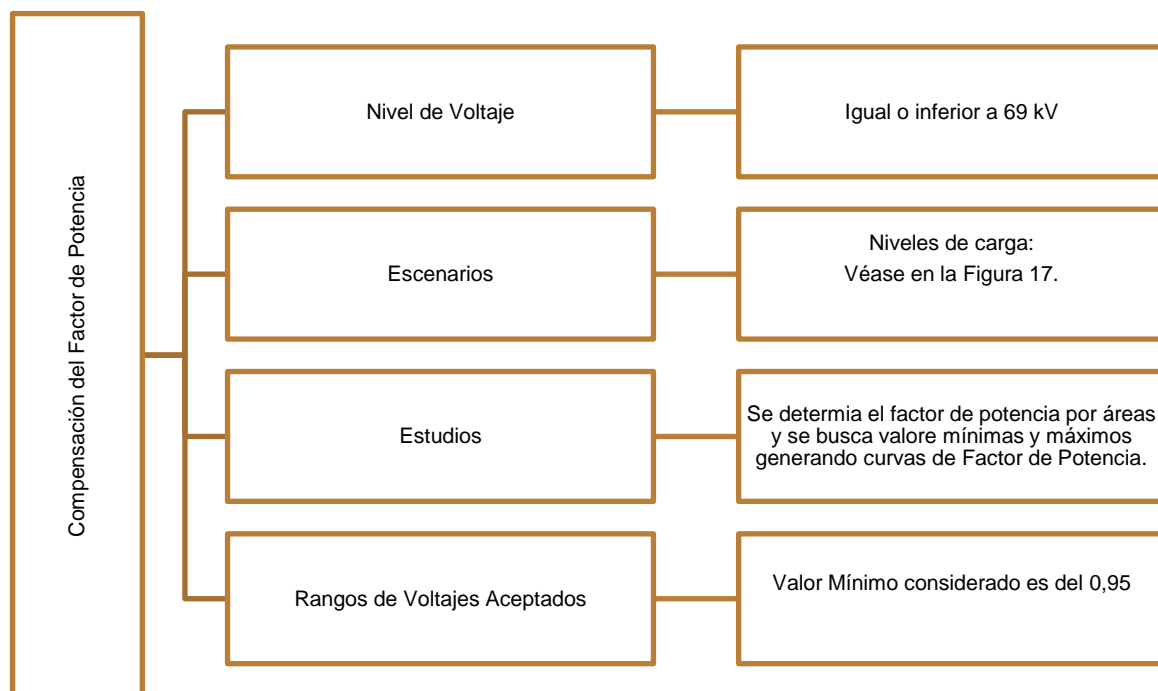 Compensación del Factor de Potencia
Nivel de Voltaje
Igual o inferior a 69 kV
Escenarios
Niveles de carga:
Véase en la Figura 17.
Estudios
Se determia el factor de potencia por áreas
y se busca valore mínimas y máximos
generando curvas de Factor de Potencia.
Rangos de Voltajes Aceptados
Valor Mínimo considerado es del 0,95